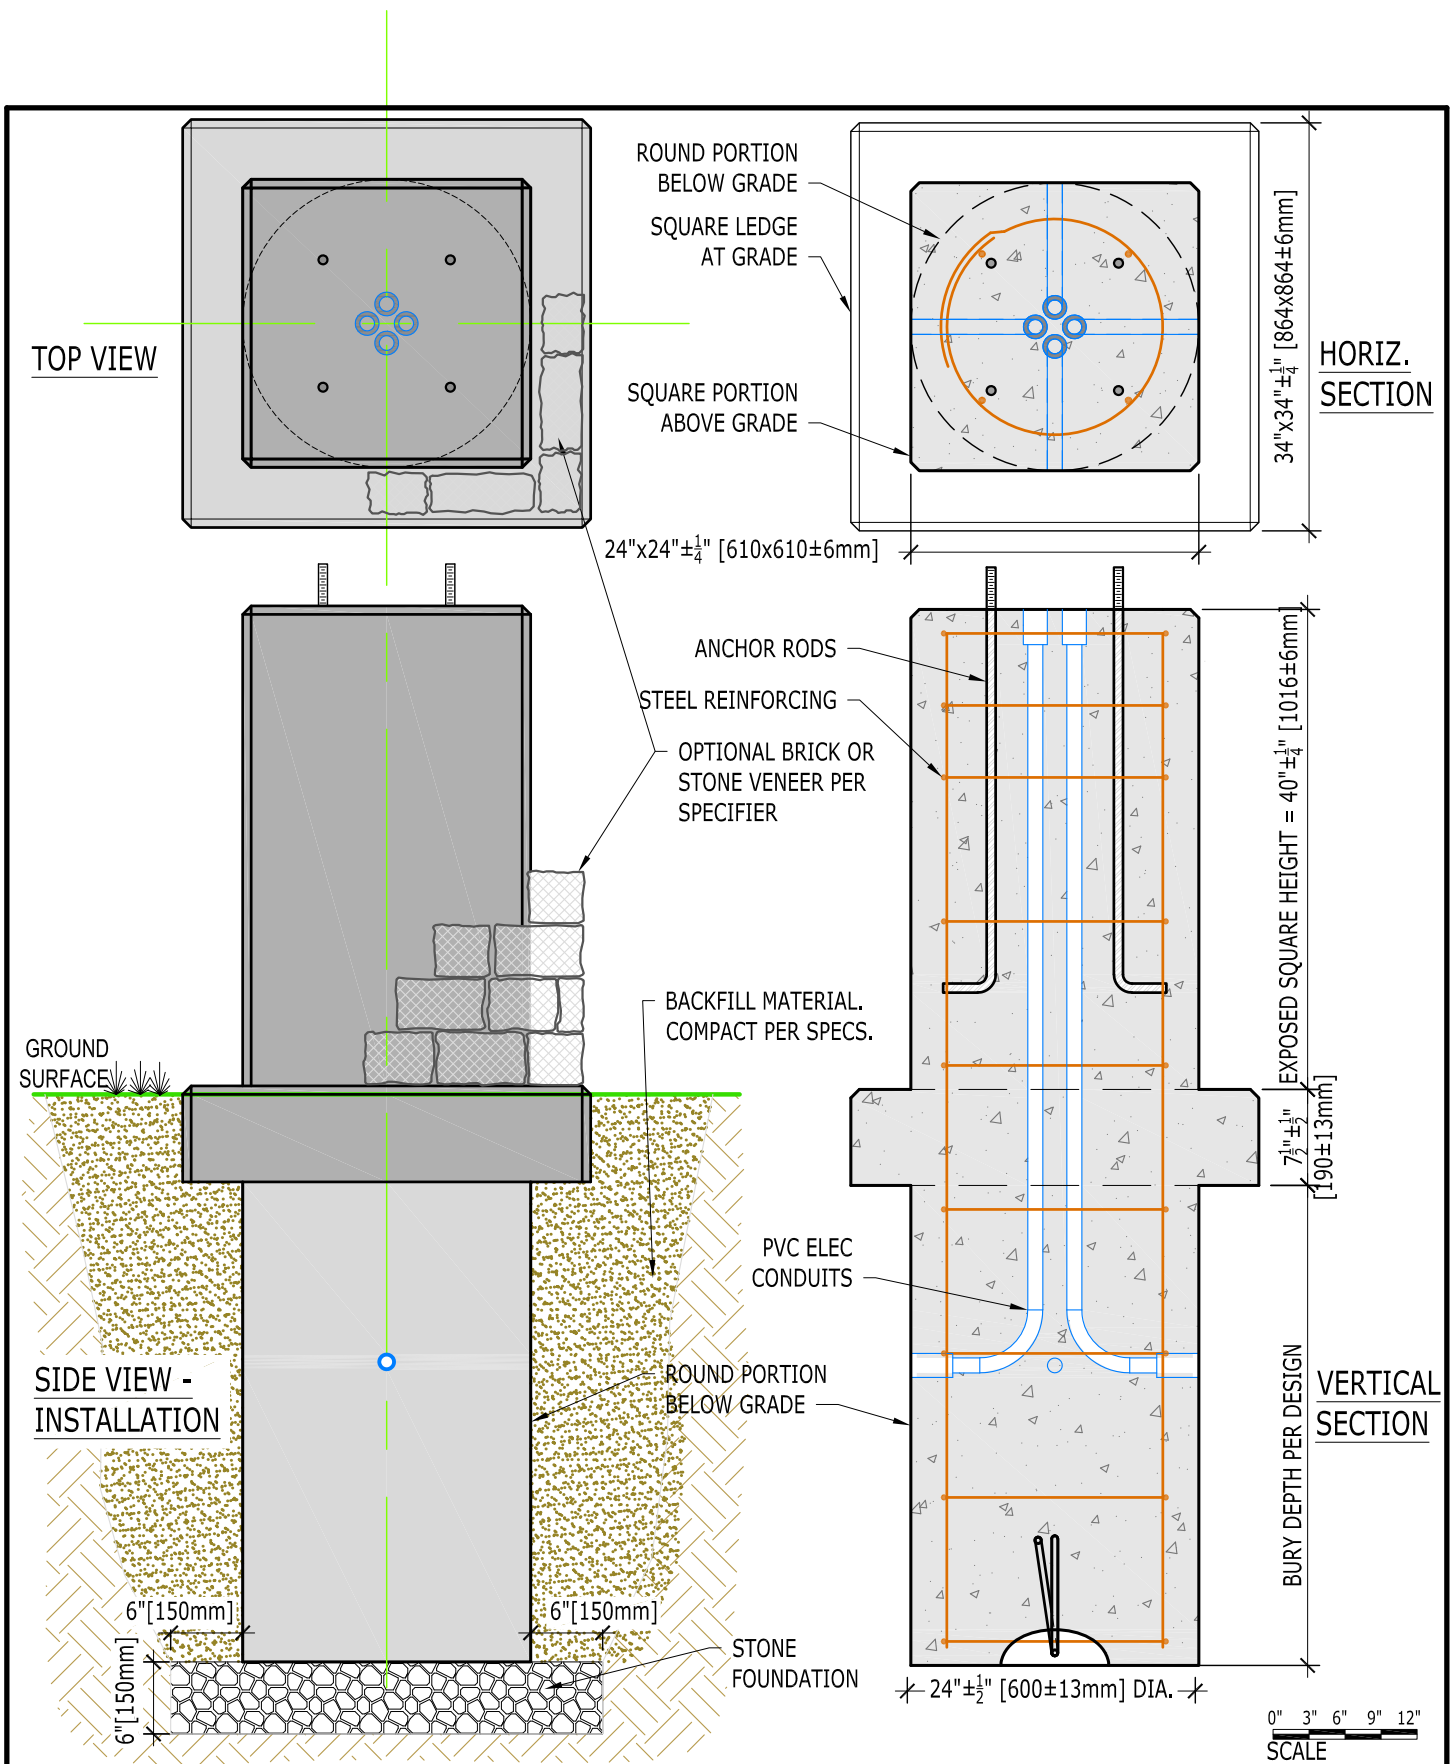 TOP VIEW
ROUND PORTION
BELOW GRADE
SQUARE LEDGE
AT GRADE
SQUARE PORTION
ABOVE GRADE
34"x34"±1/4" [864x864±6mm]
HORIZ.
SECTION
24"x24"±1/4" [610x610±6mm]
ANCHOR RODS
STEEL REINFORCING
OPTIONAL BRICK OR
STONE VENEER PER
SPECIFIER
EXPOSED SQUARE HEIGHT = 40"±1/4" [1016±6mm]
BACKFILL MATERIAL.
COMPACT PER SPECS.
GROUND
SURFACE
7 1/2"±1/2"
[190±13mm]
PVC ELEC
CONDUITS
SIDE VIEW -
INSTALLATION
ROUND PORTION
BELOW GRADE
BURY DEPTH PER DESIGN
VERTICAL
SECTION
6"[150mm]
6"[150mm]
6"[150mm]
STONE
FOUNDATION
24"±1/2" [600±13mm] DIA.
0" 3" 6" 9" 12"
SCALE